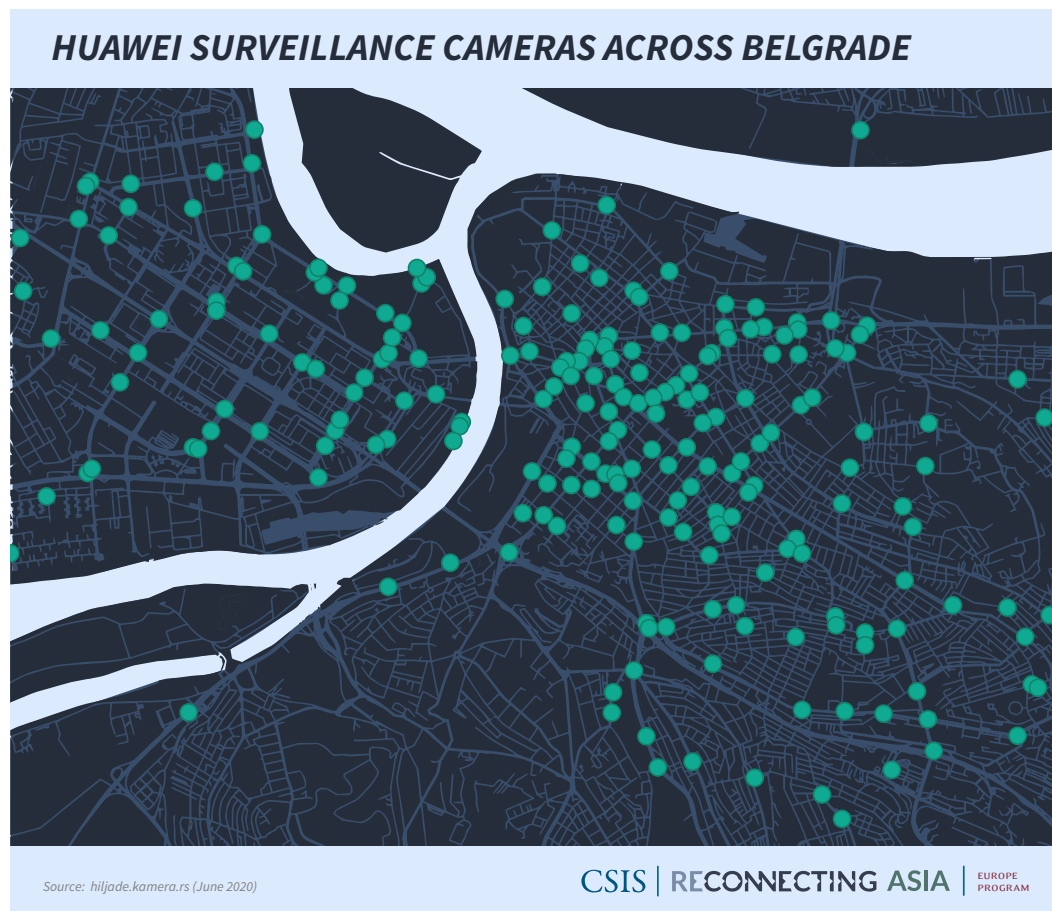 HUAWEI SURVEILLANCE CAMERAS ACROSS BELGRADE
Source: hiljade.kamera.rs (June 2020)
CSIS | RECONNECTING ASIA | EUROPE PROGRAM